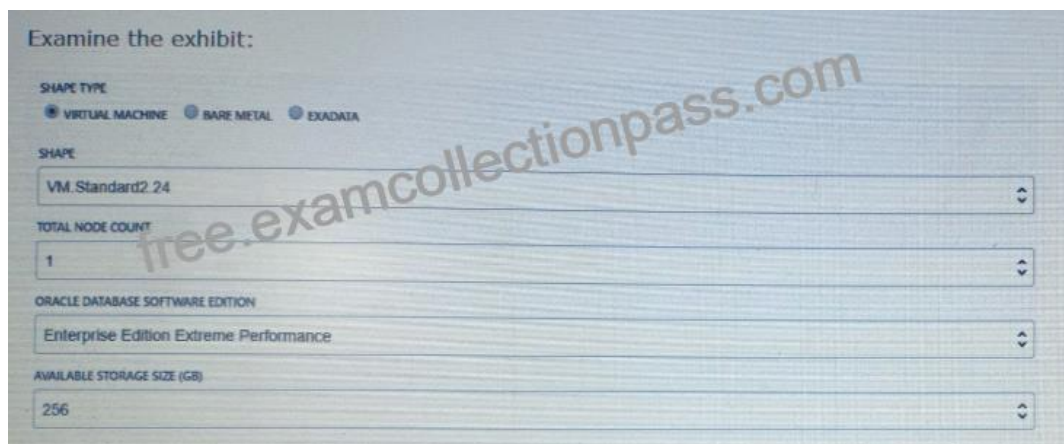 Examine the exhibit:
SHAPE TYPE
VIRTUAL MACHINE BARE METAL EXADATA
SHAPE
VM.Standard2.24
TOTAL NODE COUNT
1
ORACLE DATABASE SOFTWARE EDITION
Enterprise Edition Extreme Performance
AVAILABLE STORAGE SIZE (GB)
256
free.examcollectionpass.com